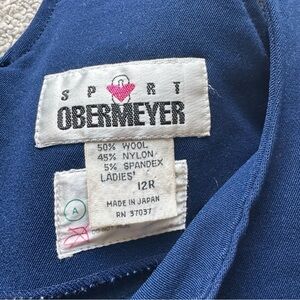 SPORT
OBERMEYER
50% WOOL
45% NYLON
5% SPANDEX
LADIES'
12R
MADE IN JAPAN
RN 37037
A